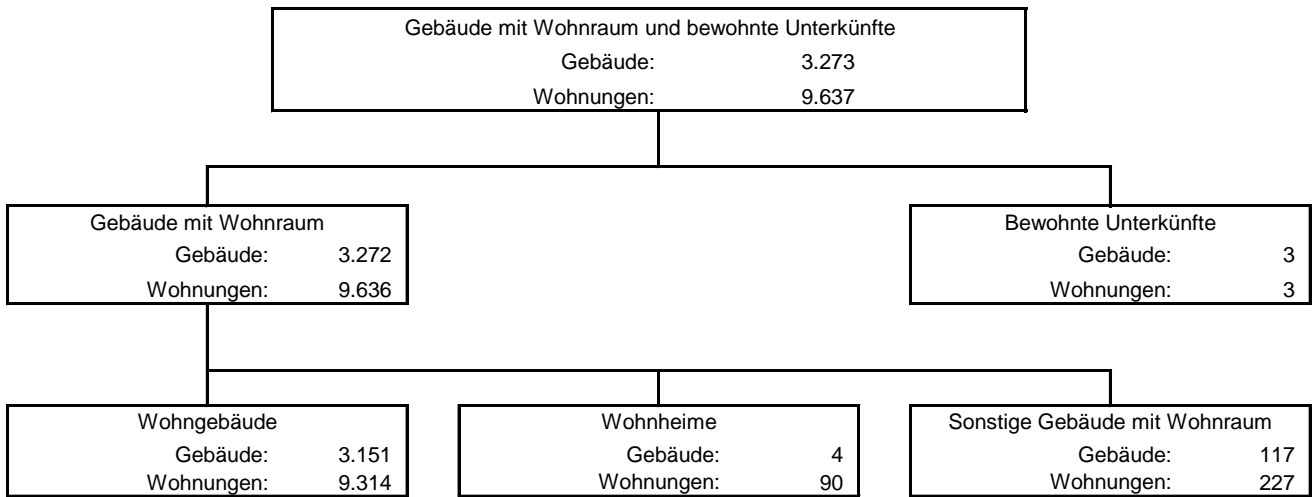 Gebäude mit Wohnraum und bewohnte Unterkünfte
Gebäude: 3.273
Wohnungen: 9.637
Gebäude mit Wohnraum
Gebäude: 3.272
Wohnungen: 9.636
Bewohnte Unterkünfte
Gebäude: 3
Wohnungen: 3
Wohngebäude
Gebäude: 3.151
Wohnungen: 9.314
Wohnheime
Gebäude: 4
Wohnungen: 90
Sonstige Gebäude mit Wohnraum
Gebäude: 117
Wohnungen: 227